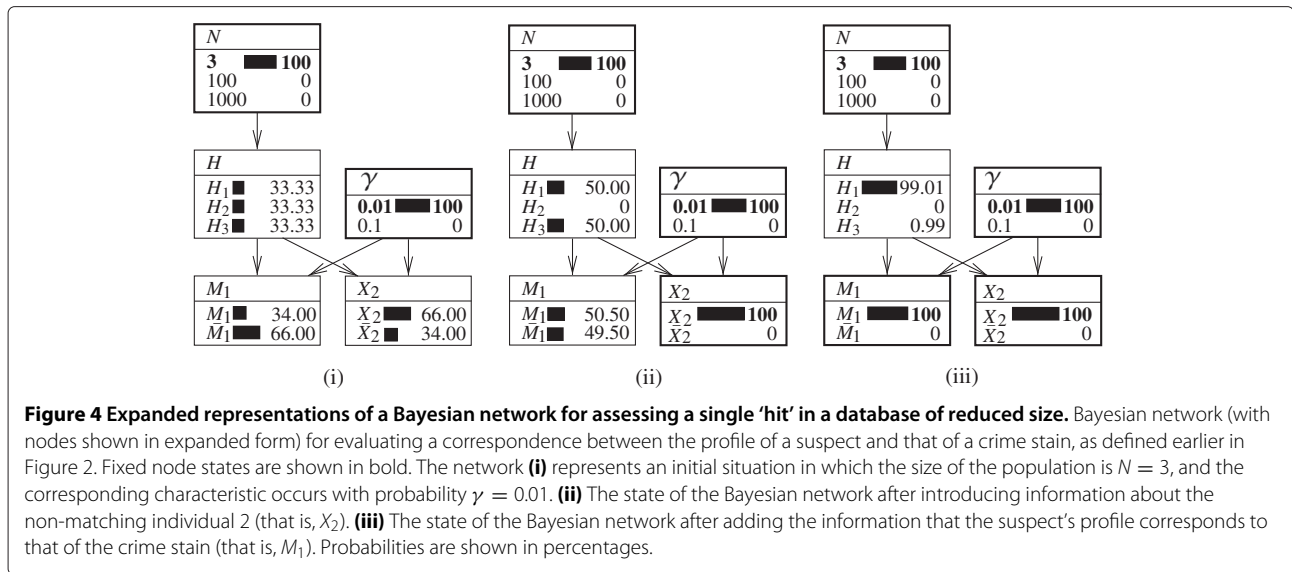 N
3 100
100 0
1000 0
H
H₁ 33.33
H₂ 33.33
H₃ 33.33
γ
0.01 100
0.1 0
M₁
M₁ 34.00
M̄₁ 66.00
X₂
X₂ 66.00
X̄₂ 34.00
(i)
N
3 100
100 0
1000 0
H
H₁ 50.00
H₂ 0
H₃ 50.00
γ
0.01 100
0.1 0
M₁
M₁ 50.50
M̄₁ 49.50
X₂
X₂ 100
X̄₂ 0
(ii)
N
3 100
100 0
1000 0
H
H₁ 99.01
H₂ 0
H₃ 0.99
γ
0.01 100
0.1 0
M₁
M₁ 100
M̄₁ 0
X₂
X₂ 100
X̄₂ 0
(iii)
Figure 4 Expanded representations of a Bayesian network for assessing a single ‘hit’ in a database of reduced size. Bayesian network (with
nodes shown in expanded form) for evaluating a correspondence between the profile of a suspect and that of a crime stain, as defined earlier in
Figure 2. Fixed node states are shown in bold. The network (i) represents an initial situation in which the size of the population is N = 3, and the
corresponding characteristic occurs with probability γ = 0.01. (ii) The state of the Bayesian network after introducing information about the
non-matching individual 2 (that is, X₂). (iii) The state of the Bayesian network after adding the information that the suspect’s profile corresponds to
that of the crime stain (that is, M₁). Probabilities are shown in percentages.